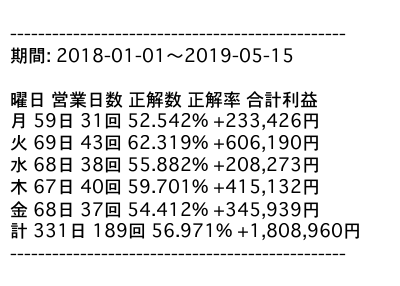 ------------------------------------------------
期間: 2018-01-01〜2019-05-15
曜日 営業日数 正解数 正解率 合計利益
月 59日 31回 52.542% +233,426円
火 69日 43回 62.319% +606,190円
水 68日 38回 55.882% +208,273円
木 67日 40回 59.701% +415,132円
金 68日 37回 54.412% +345,939円
計 331日 189回 56.971% +1,808,960円
------------------------------------------------